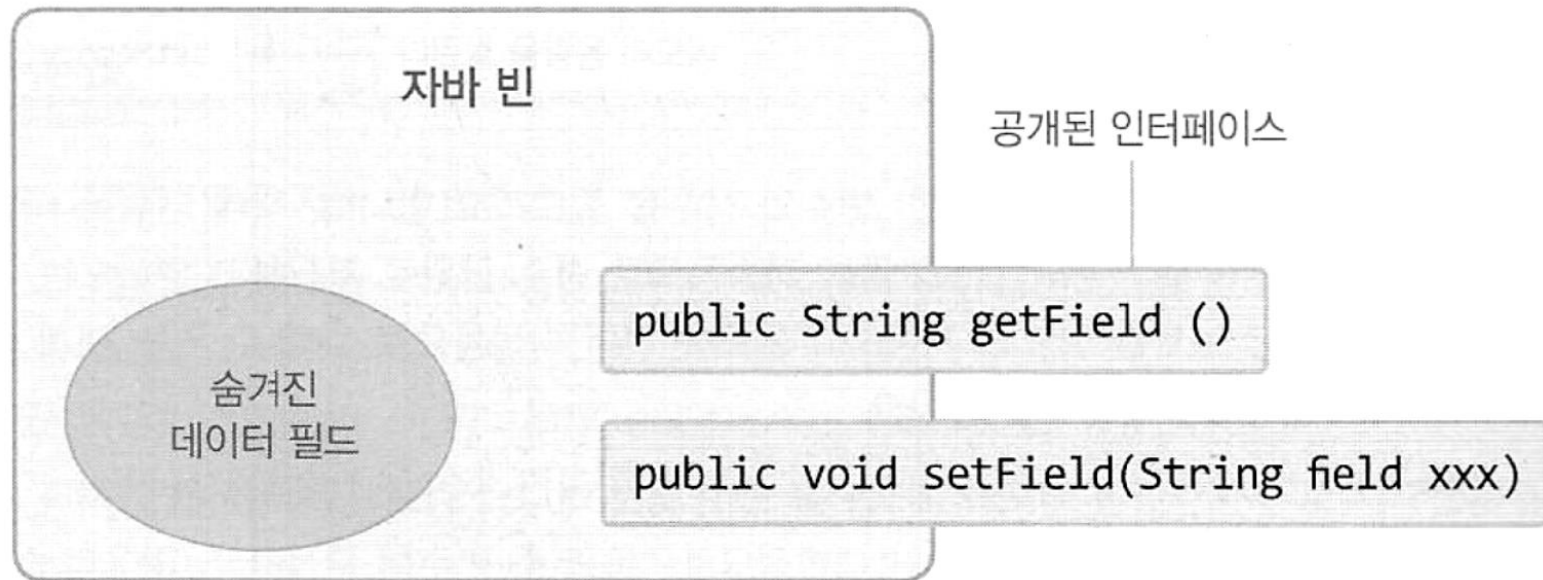 자바 빈
공개된 인터페이스
public String getField ()
숨겨진
데이터 필드
public void setField(String field xxx)